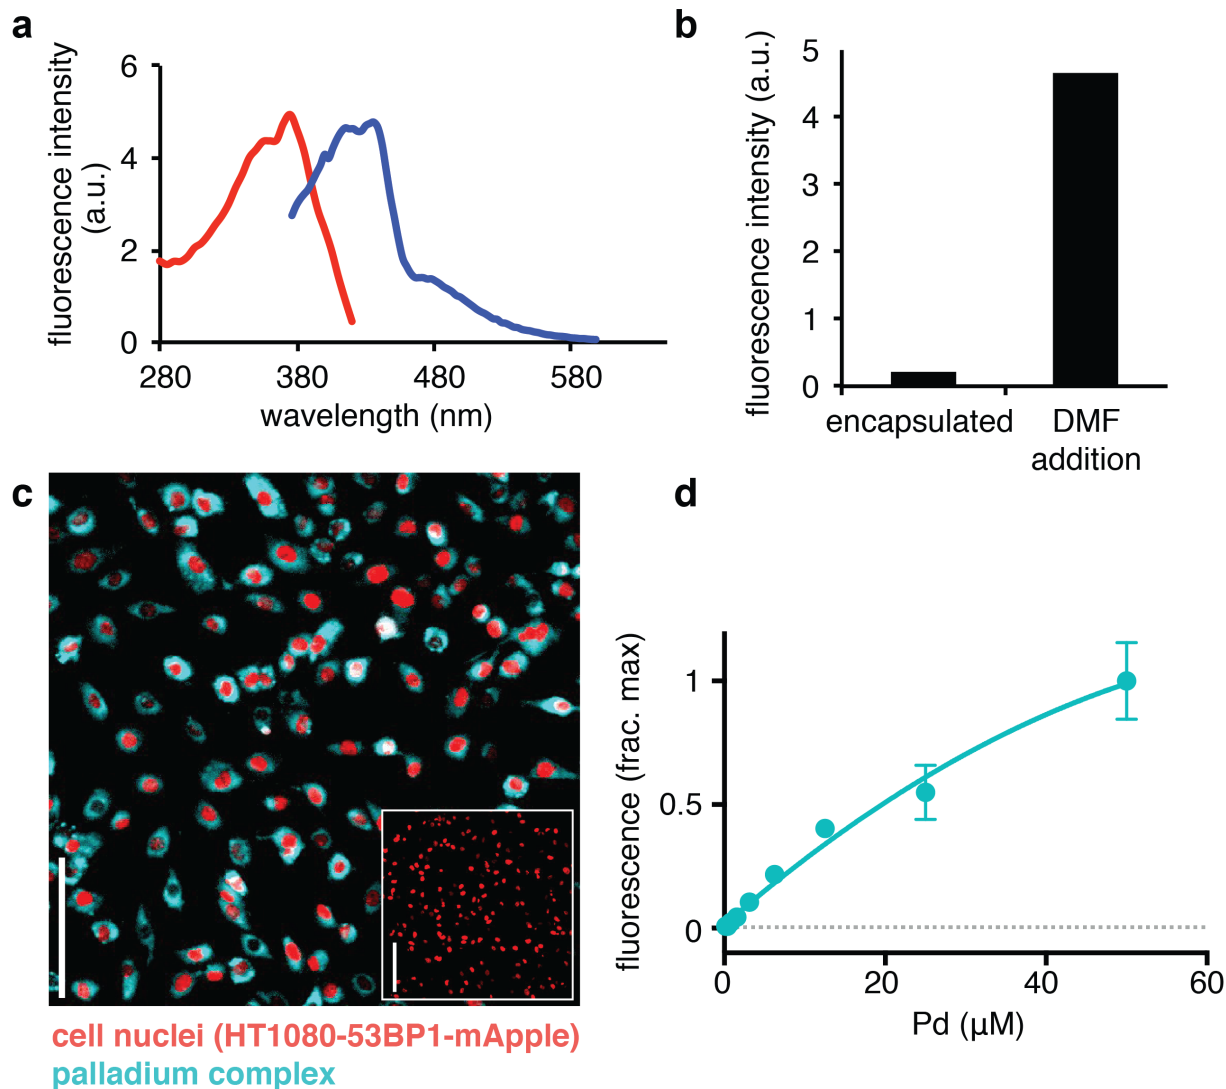 a
fluorescence intensity
(a.u.)
6
4
2
0
280
380
480
580
wavelength (nm)
b
fluorescence intensity (a.u.)
5
4
3
2
1
0
encapsulated
DMF
addition
c
cell nuclei (HT1080-53BP1-mApple)
palladium complex
d
fluorescence (frac. max)
1
0.5
0
0
20
40
60
Pd (μM)